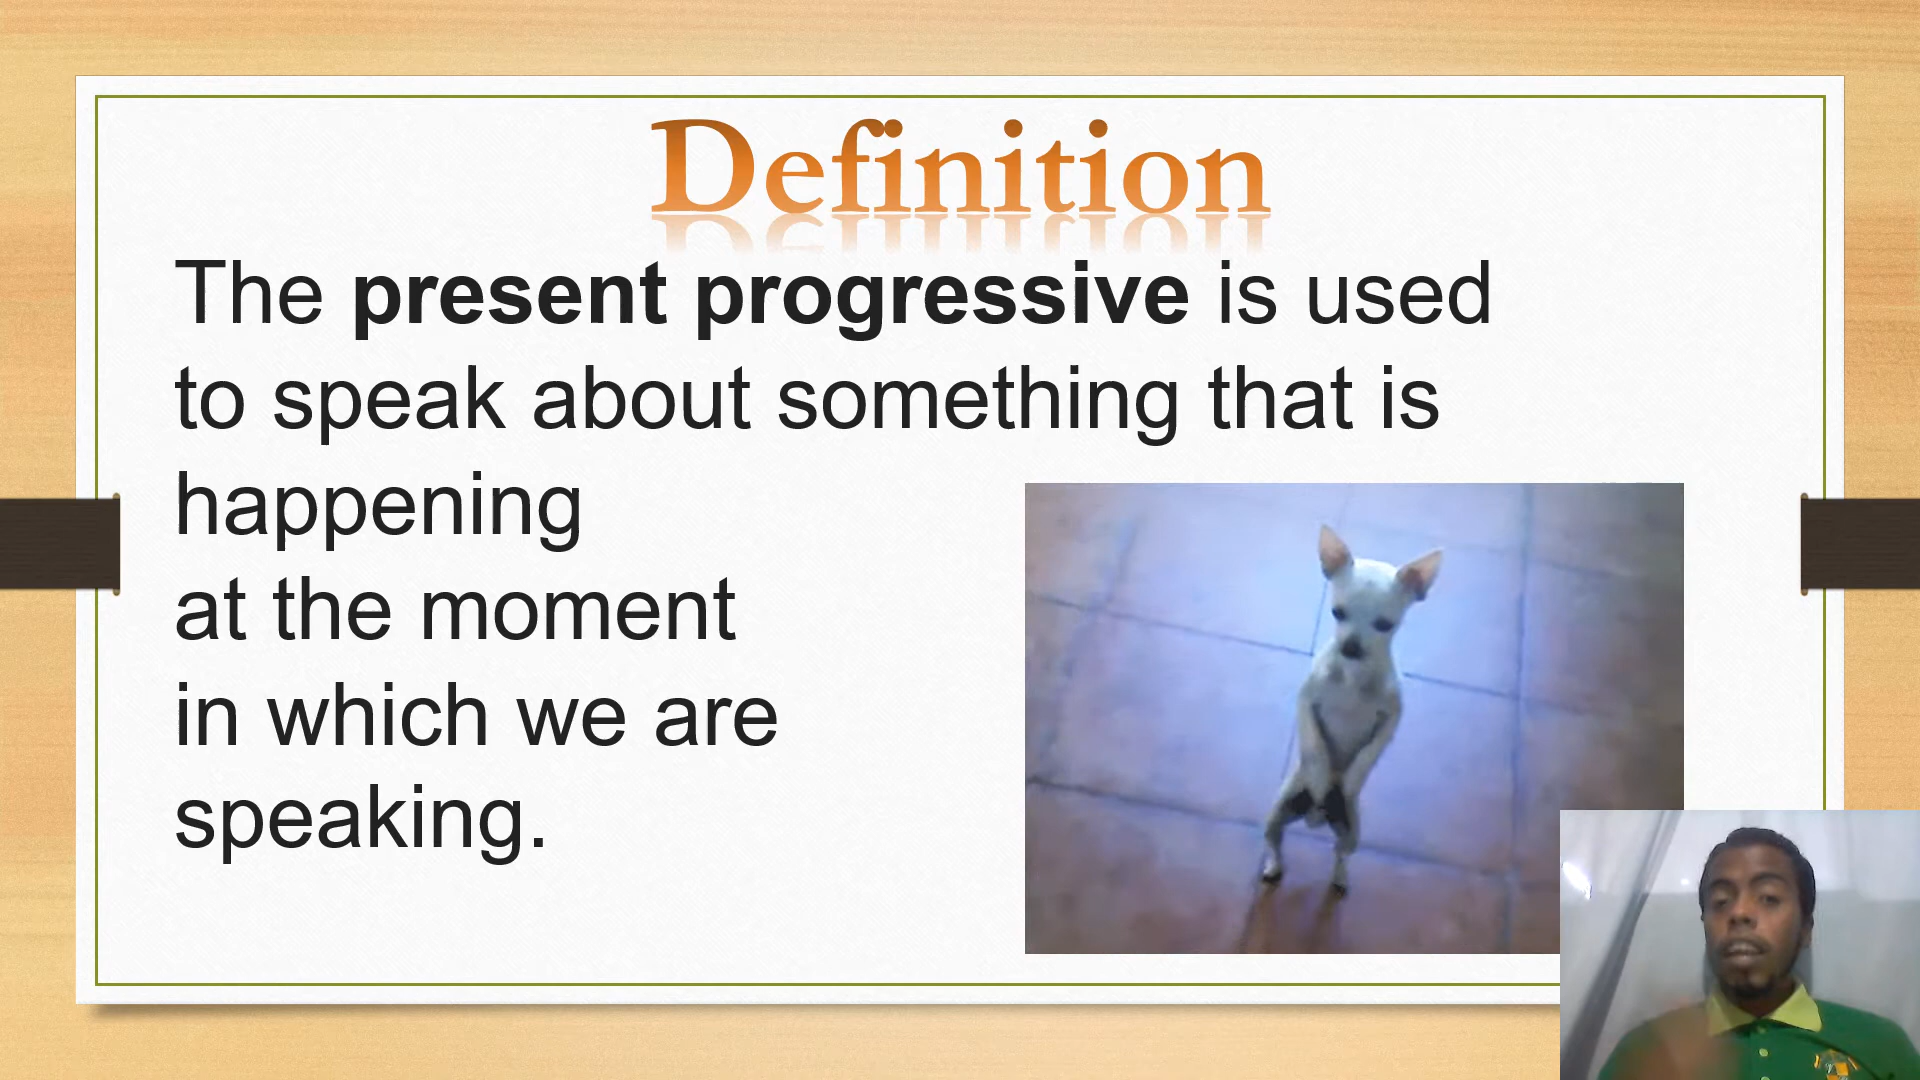 Definition
The present progressive is used
to speak about something that is
happening
at the moment
in which we are
speaking.